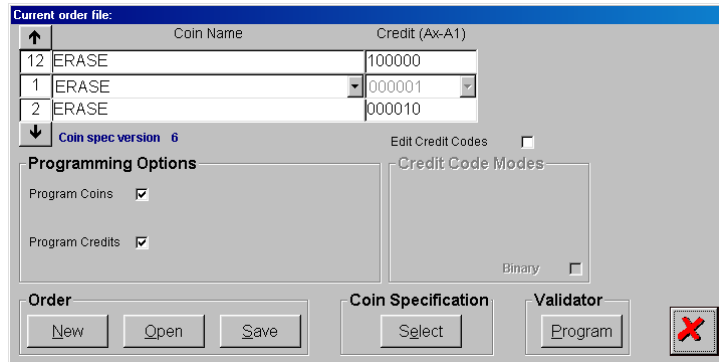 Current order file:
Coin Name Credit (Ax-A1)
12 ERASE 100000
1 ERASE 000001
2 ERASE 000010
Coin spec version 6
Edit Credit Codes
Programming Options
Credit Code Modes
Program Coins
Program Credits
Binary
Order Coin Specification Validator
New Open Save Select Program